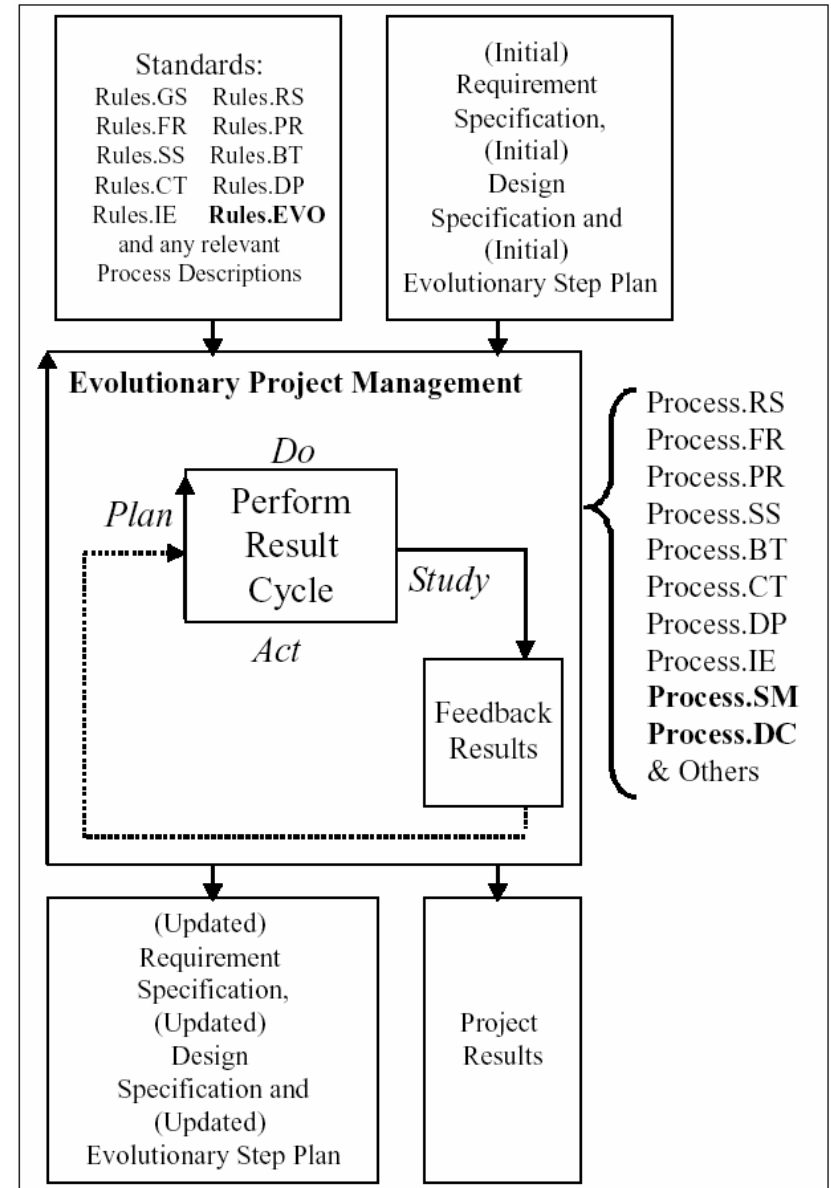 Standards:
Rules.GS Rules.RS
Rules.FR Rules.PR
Rules.SS Rules.BT
Rules.CT Rules.DP
Rules.IE Rules.EVO
and any relevant
Process Descriptions
(Initial)
Requirement
Specification,
(Initial)
Design
Specification and
(Initial)
Evolutionary Step Plan
Evolutionary Project Management
Do
Plan
Perform
Result
Cycle
Study
Act
Feedback
Results
Process.RS
Process.FR
Process.PR
Process.SS
Process.BT
Process.CT
Process.DP
Process.IE
Process.SM
Process.DC
& Others
(Updated)
Requirement
Specification,
(Updated)
Design
Specification and
(Updated)
Evolutionary Step Plan
Project
Results